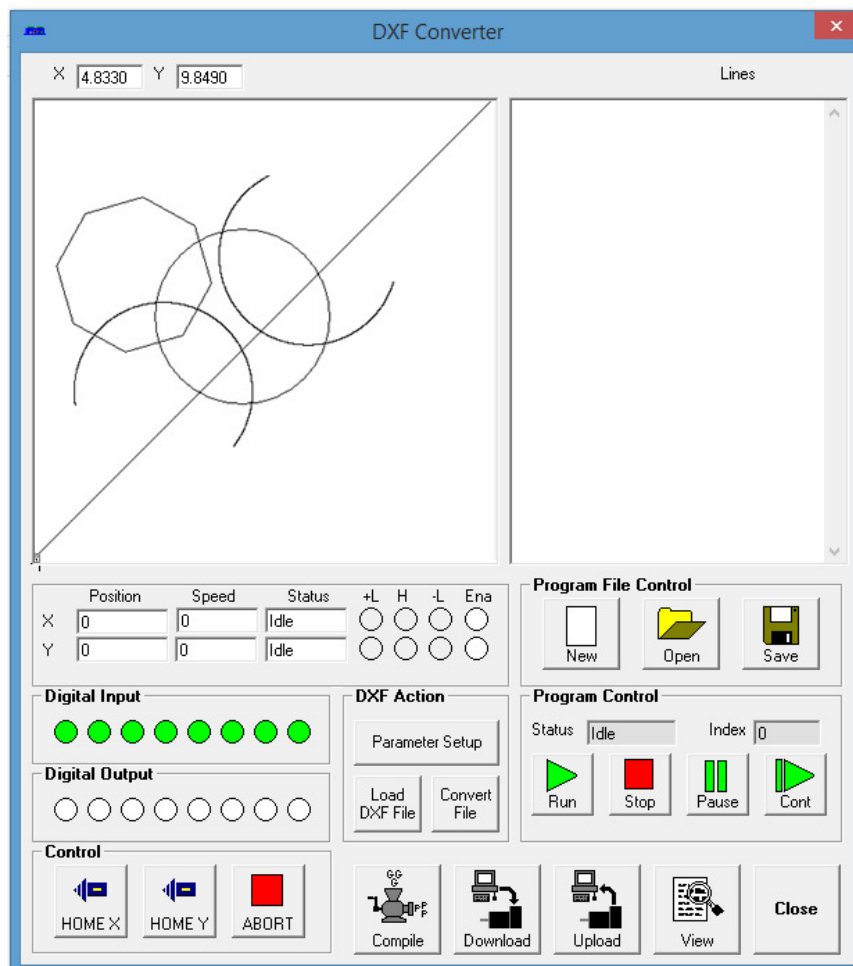 DXF Converter
X 4.8330 Y 9.8490 Lines
Position Speed Status +L H -L Ena
X 0 0 Idle
Y 0 0 Idle
Program File Control
New Open Save
Digital Input
DXF Action
Parameter Setup
Load DXF File
Convert File
Program Control
Status Idle Index 0
Run Stop Pause Cont
Digital Output
Control
HOME X HOME Y ABORT
Compile Download Upload View Close